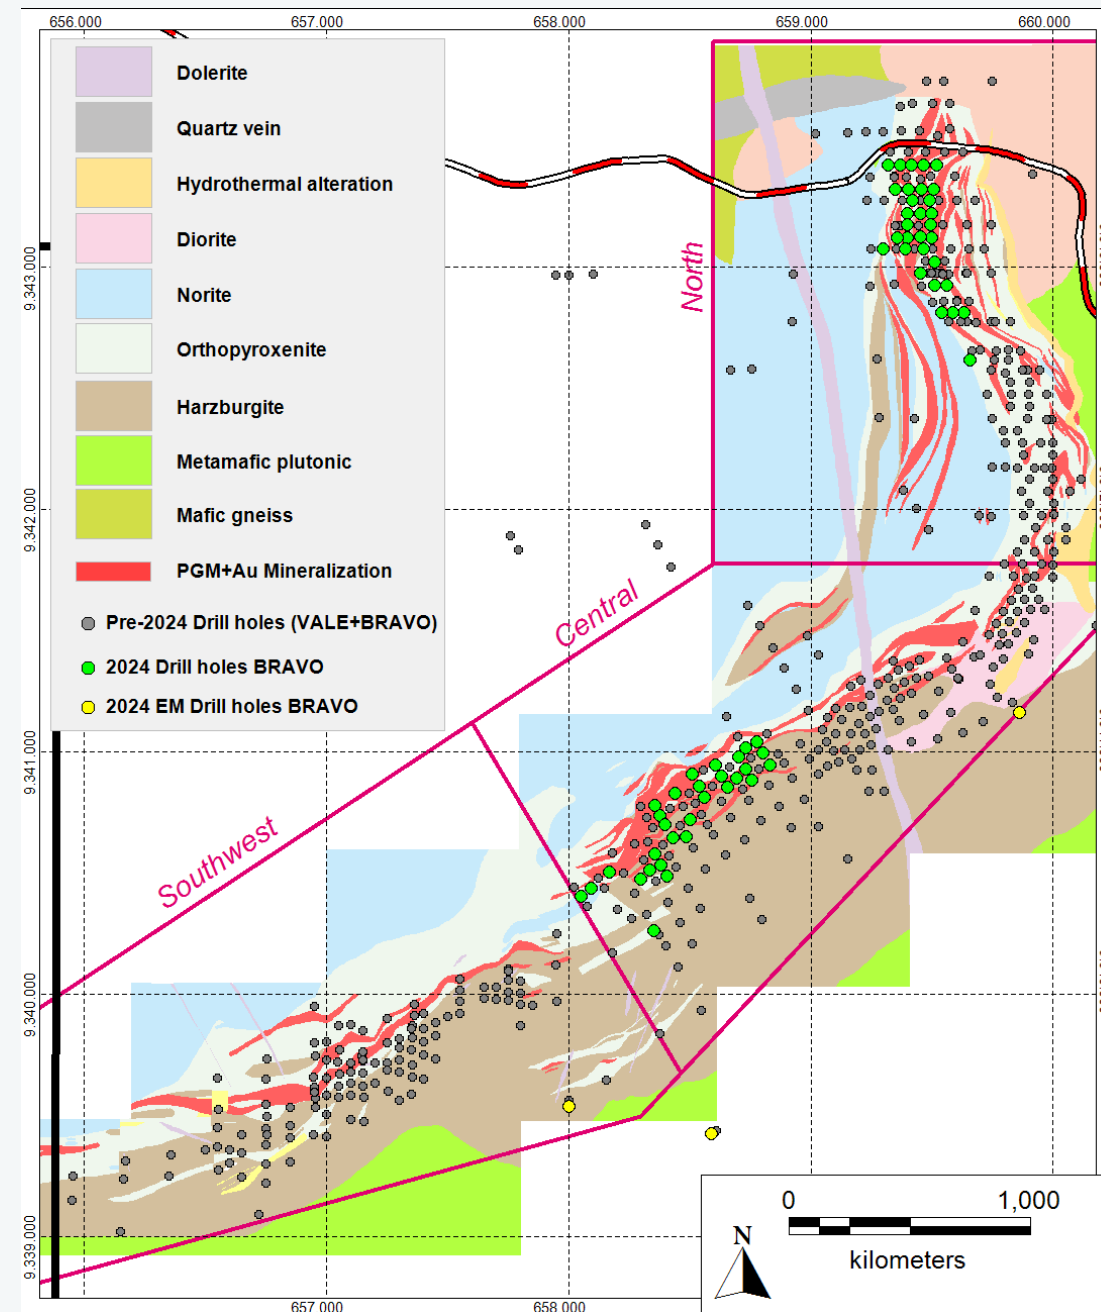 656.000 657.000 658.000 659.000 660.000
Dolerite
Quartz vein
Hydrothermal alteration
Diorite
Norite
Orthopyroxenite
Harzburgite
Metamafic plutonic
Mafic gneiss
PGM+Au Mineralization
Pre-2024 Drill holes (VALE+BRAVO)
2024 Drill holes BRAVO
2024 EM Drill holes BRAVO
North
Central
Southwest
9.343.000
9.342.000
9.341.000
9.340.000
9.339.000
N
0 1,000
kilometers
657.000 658.000